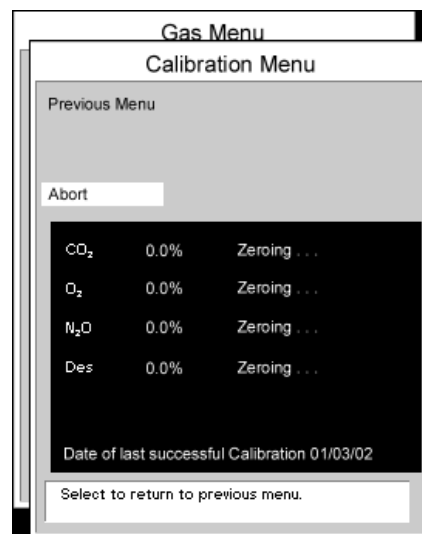 Gas Menu
Calibration Menu
Previous Menu
Abort
CO₂ 0.0% Zeroing . . .
O₂ 0.0% Zeroing . . .
N₂O 0.0% Zeroing . . .
Des 0.0% Zeroing . . .
Date of last successful Calibration 01/03/02
Select to return to previous menu.